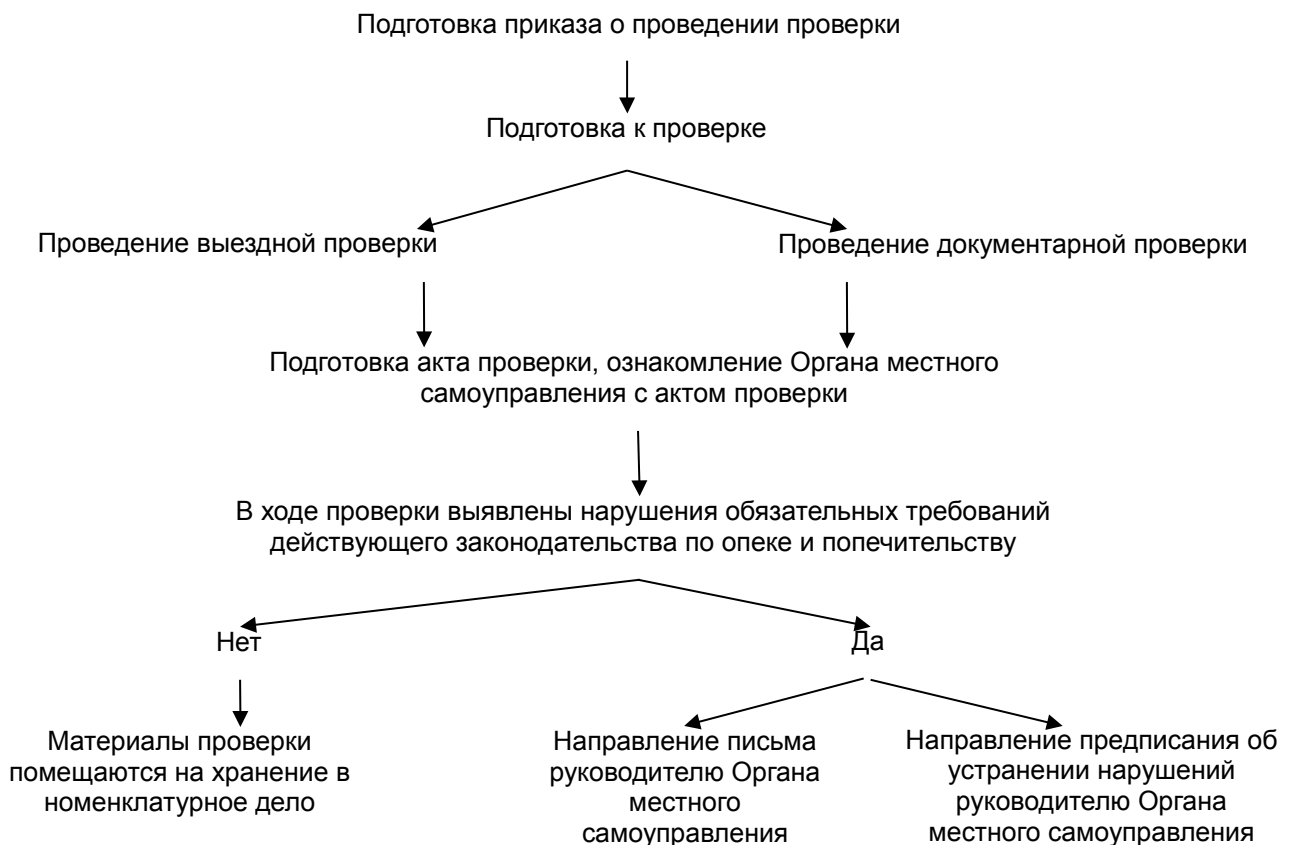 Подготовка приказа о проведении проверки
Подготовка к проверке
Проведение выездной проверки
Проведение документарной проверки
Подготовка акта проверки, ознакомление Органа местного
самоуправления с актом проверки
В ходе проверки выявлены нарушения обязательных требований
действующего законодательства по опеке и попечительству
Нет
Да
Материалы проверки
помещаются на хранение в
номенклатурное дело
Направление письма
руководителю Органа
местного
самоуправления
Направление предписания об
устранении нарушений
руководителю Органа
местного самоуправления